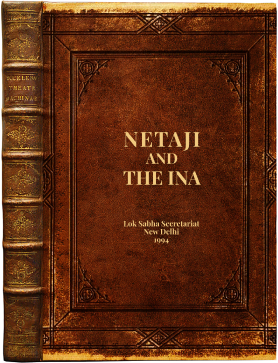 NETAJI
AND
THE INA
Lok Sabha Secretariat
New Delhi
1994